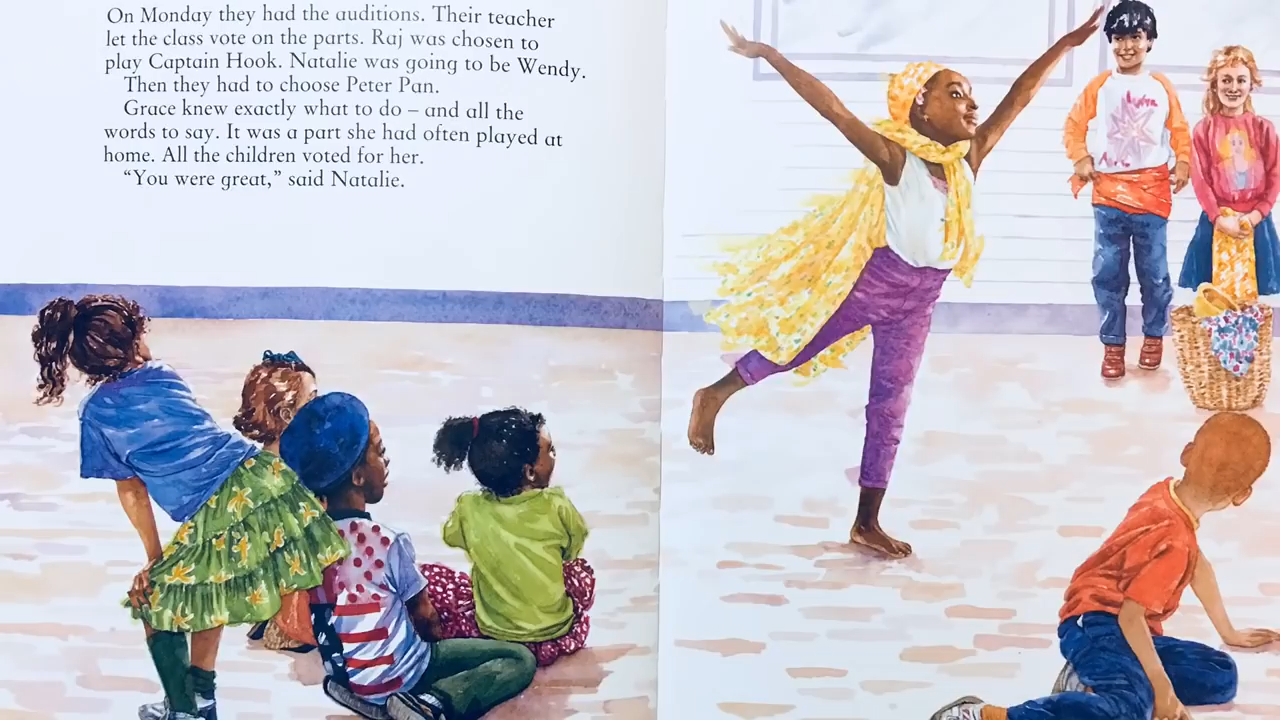 On Monday they had the auditions. Their teacher
let the class vote on the parts. Raj was chosen to
play Captain Hook. Natalie was going to be Wendy.
Then they had to choose Peter Pan.
Grace knew exactly what to do – and all the
words to say. It was a part she had often played at
home. All the children voted for her.
“You were great,” said Natalie.